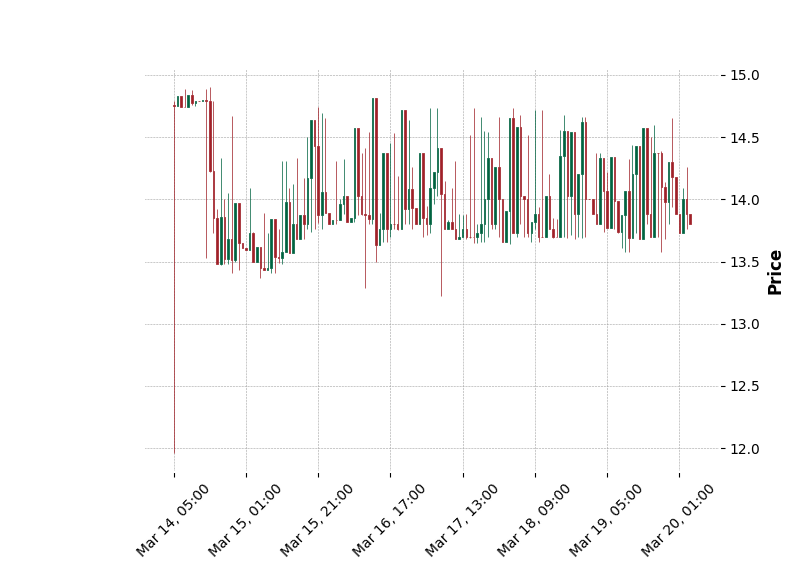 15.0
14.5
14.0
13.5
13.0
12.5
12.0
Price
Mar 14, 05:00
Mar 15, 01:00
Mar 15, 21:00
Mar 16, 17:00
Mar 17, 13:00
Mar 18, 09:00
Mar 19, 05:00
Mar 20, 01:00